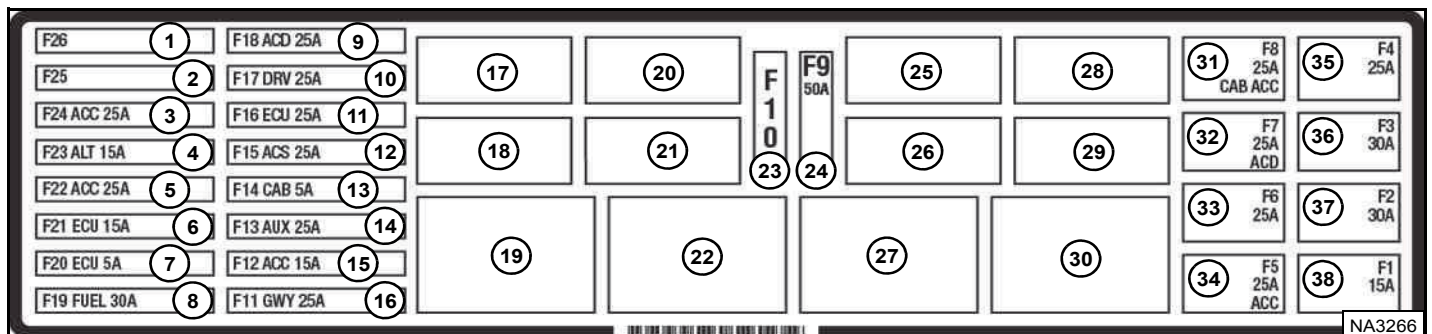 F26 1
F25 2
F24 ACC 25A 3
F23 ALT 15A 4
F22 ACC 25A 5
F21 ECU 15A 6
F20 ECU 5A 7
F19 FUEL 30A 8
F18 ACD 25A 9
F17 DRV 25A 10
F16 ECU 25A 11
F15 ACS 25A 12
F14 CAB 5A 13
F13 AUX 25A 14
F12 ACC 15A 15
F11 GWY 25A 16
17
18
19
20
21
22
F10
23
F9
50A
24
25
26
27
28
29
30
31 F8
25A
CAB ACC
32 F7
25A
ACD
33 F6
25A
34 F5
25A
ACC
35 F4
25A
36 F3
30A
37 F2
30A
38 F1
15A
NA3266